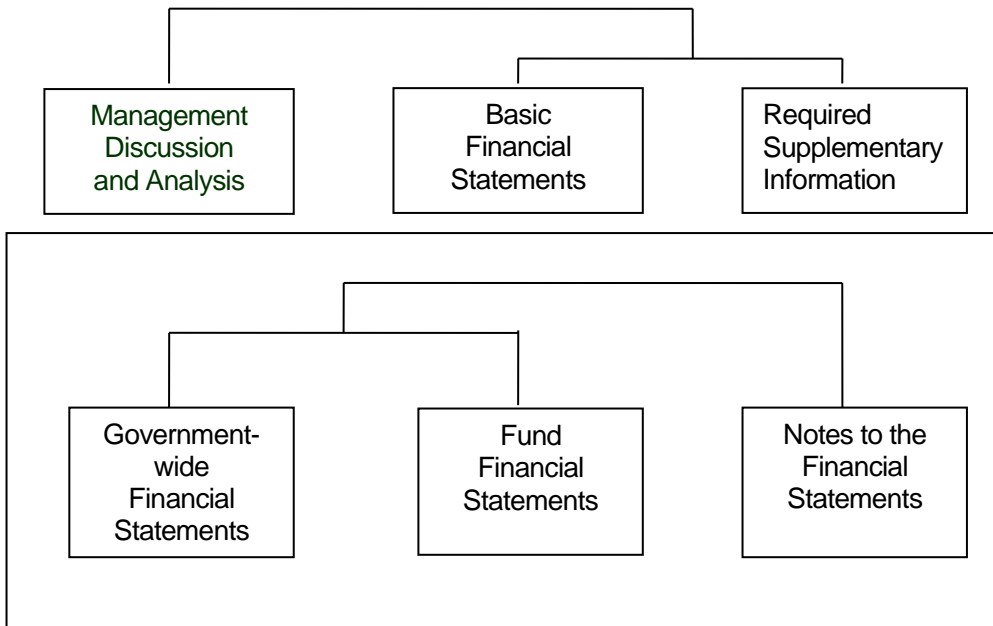 Management
Discussion
and Analysis
Basic
Financial
Statements
Required
Supplementary
Information
Government-
wide
Financial
Statements
Fund
Financial
Statements
Notes to the
Financial
Statements